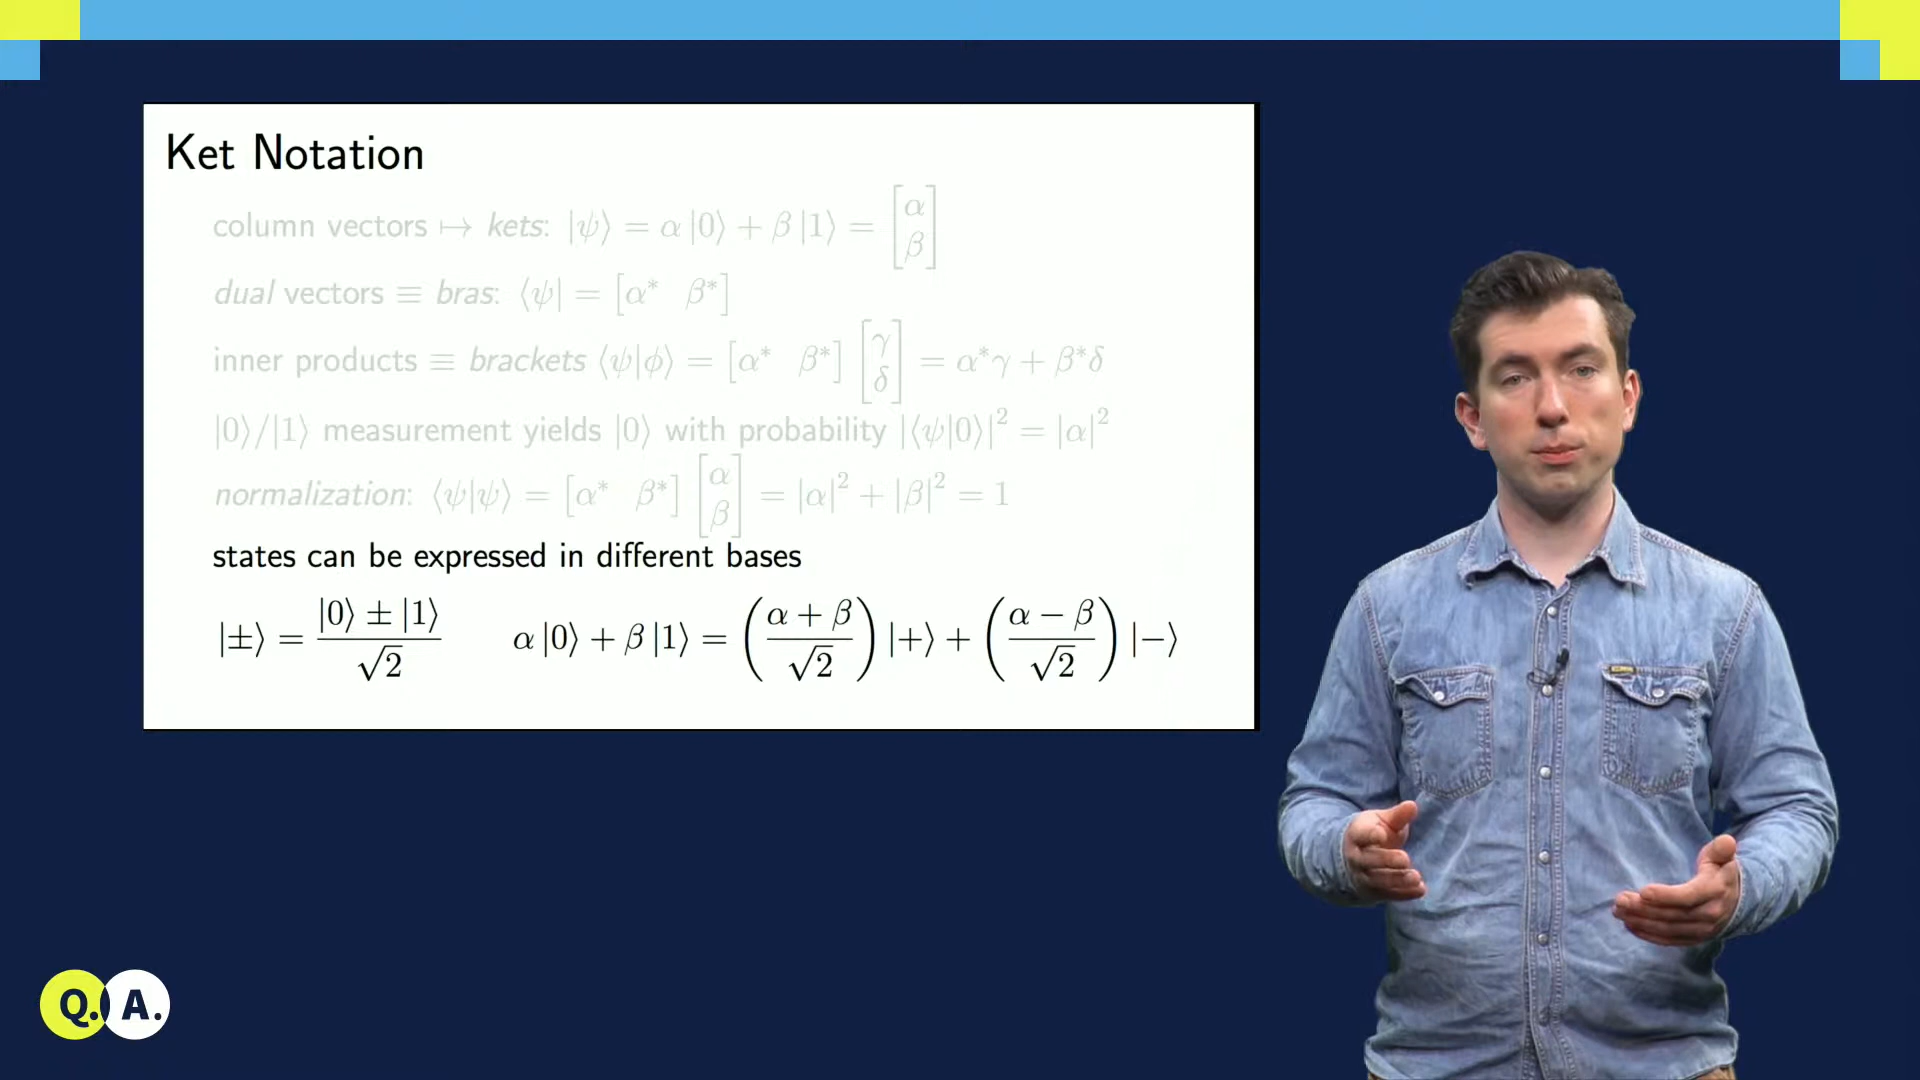 Ket Notation
column vectors ↦ kets: |ψ⟩ = α|0⟩ + β|1⟩ = [α β]
dual vectors ≡ bras: ⟨ψ| = [α* β*]
inner products ≡ brackets ⟨ψ|ϕ⟩ = [α* β*] [γ δ] = α*γ + β*δ
|0⟩/|1⟩ measurement yields |0⟩ with probability |⟨ψ|0⟩|² = |α|²
normalization: ⟨ψ|ψ⟩ = [α* β*] [α β] = |α|² + |β|² = 1
states can be expressed in different bases
|±⟩ = (|0⟩ ± |1⟩)/√2 α|0⟩ + β|1⟩ = ((α + β)/√2) |+⟩ + ((α − β)/√2) |−⟩
Q. A.